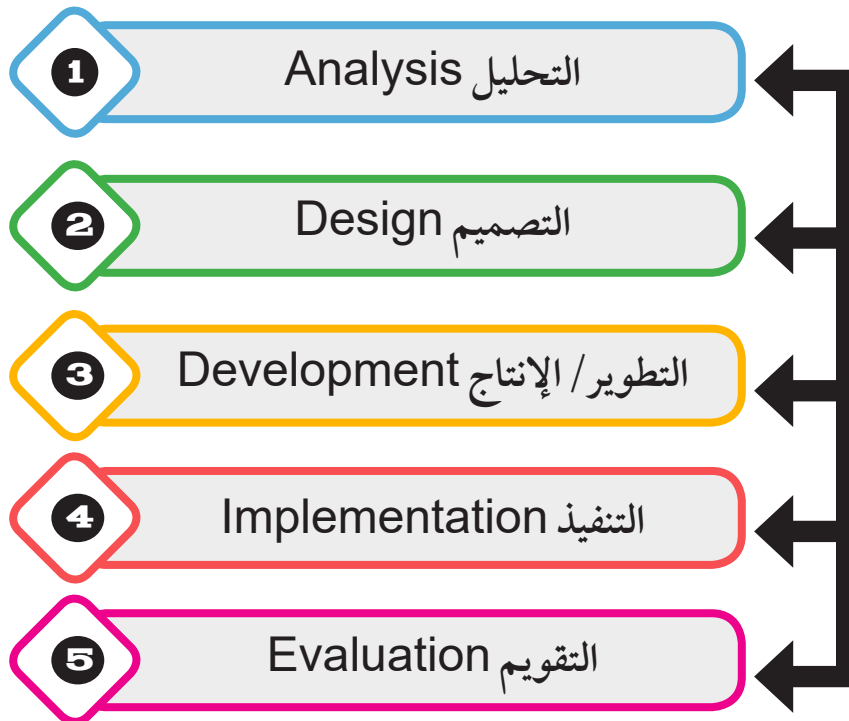 1 التحليل Analysis
2 التصميم Design
3 التطوير/ الإنتاج Development
4 التنفيذ Implementation
5 التقويم Evaluation